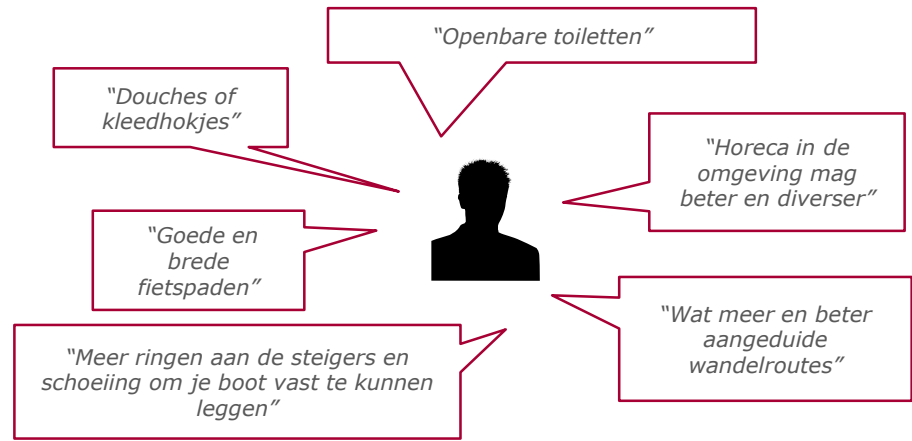 “Openbare toiletten”
“Douches of
kleedhokjes”
“Horeca in de
omgeving mag
beter en diverser”
“Goede en
brede
fietspaden”
“Wat meer en beter
aangeduide
wandelroutes”
“Meer ringen aan de steigers en
schoeiing om je boot vast te kunnen
leggen”